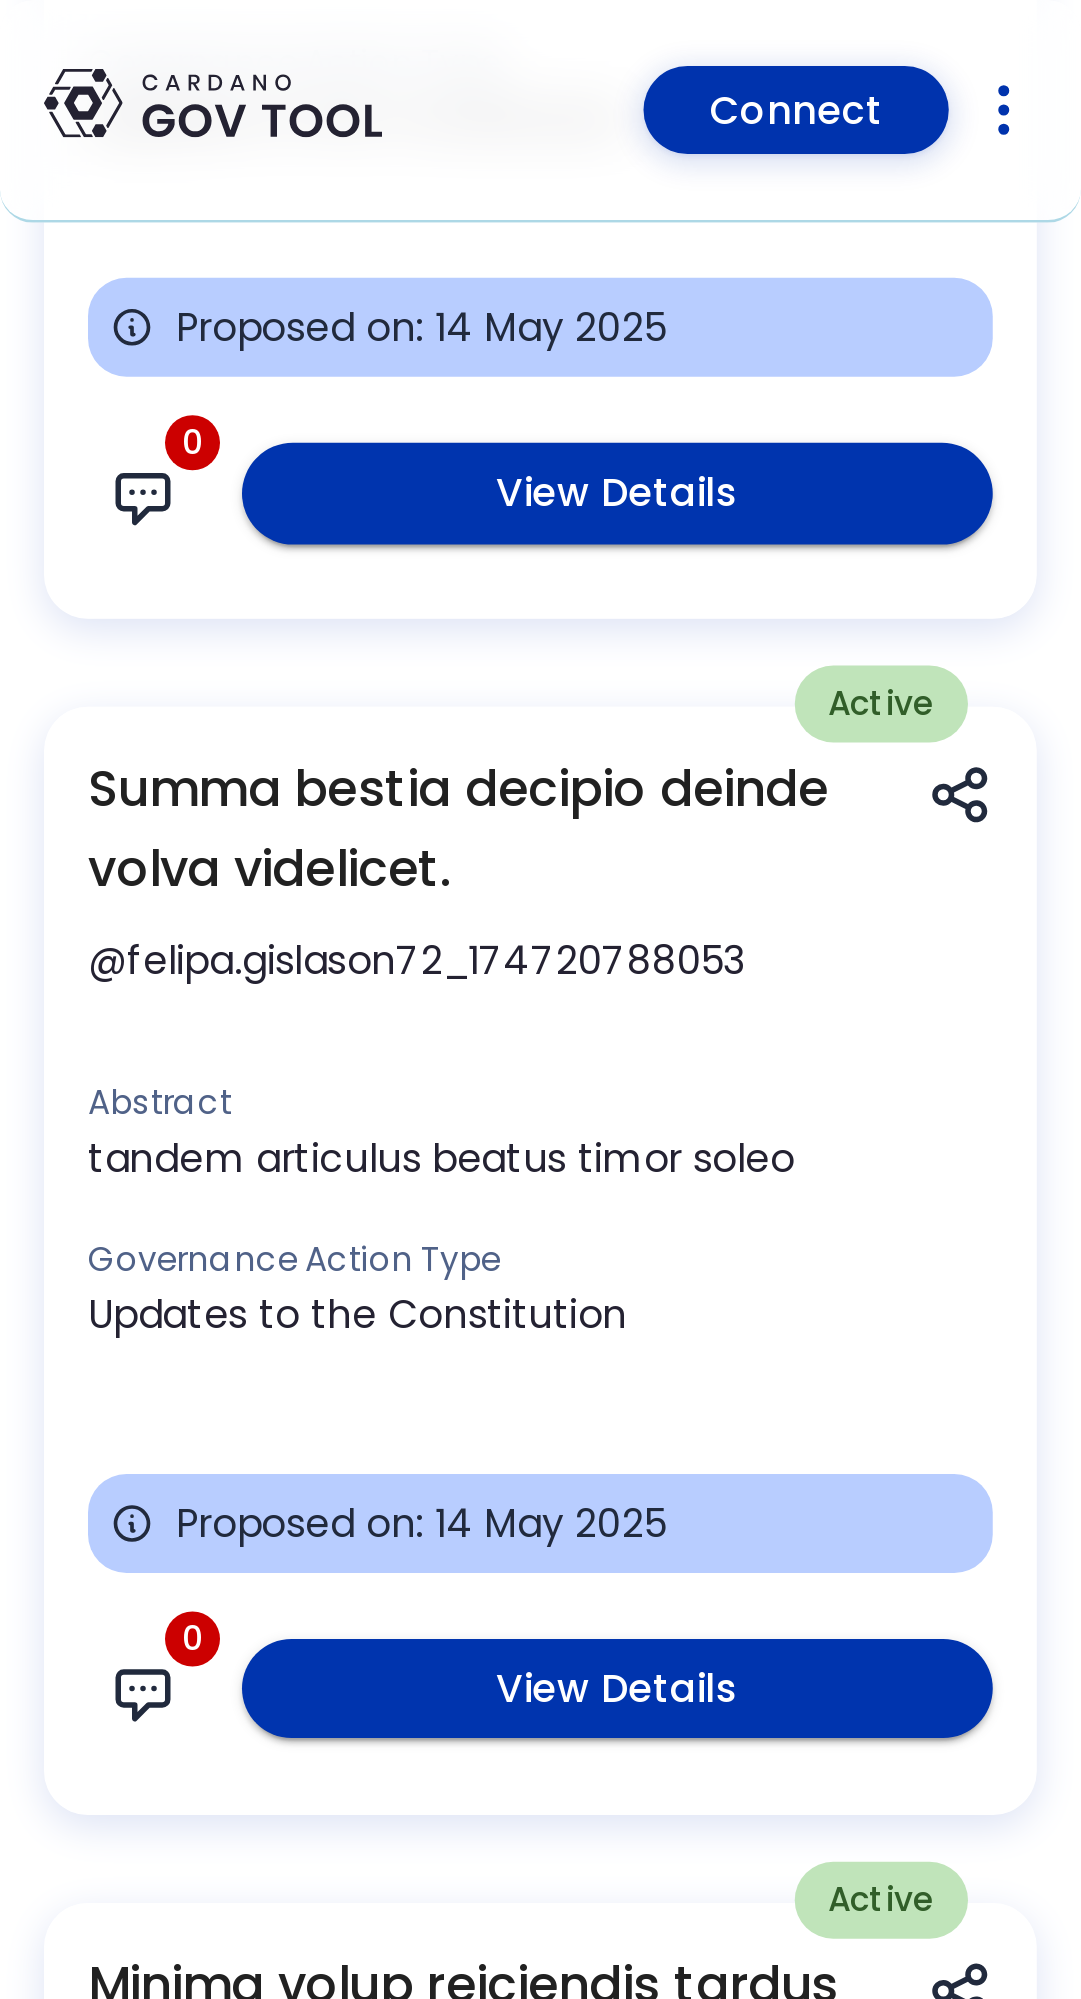 CARDANO
GOV TOOL
Connect
Proposed on: 14 May 2025
0
View Details
Active
Summa bestia decipio deinde
volva videlicet.
@felipa.gislason72_174720788053
Abstract
tandem articulus beatus timor soleo
Governance Action Type
Updates to the Constitution
Proposed on: 14 May 2025
0
View Details
Active
Minima volup reiciendis tardus